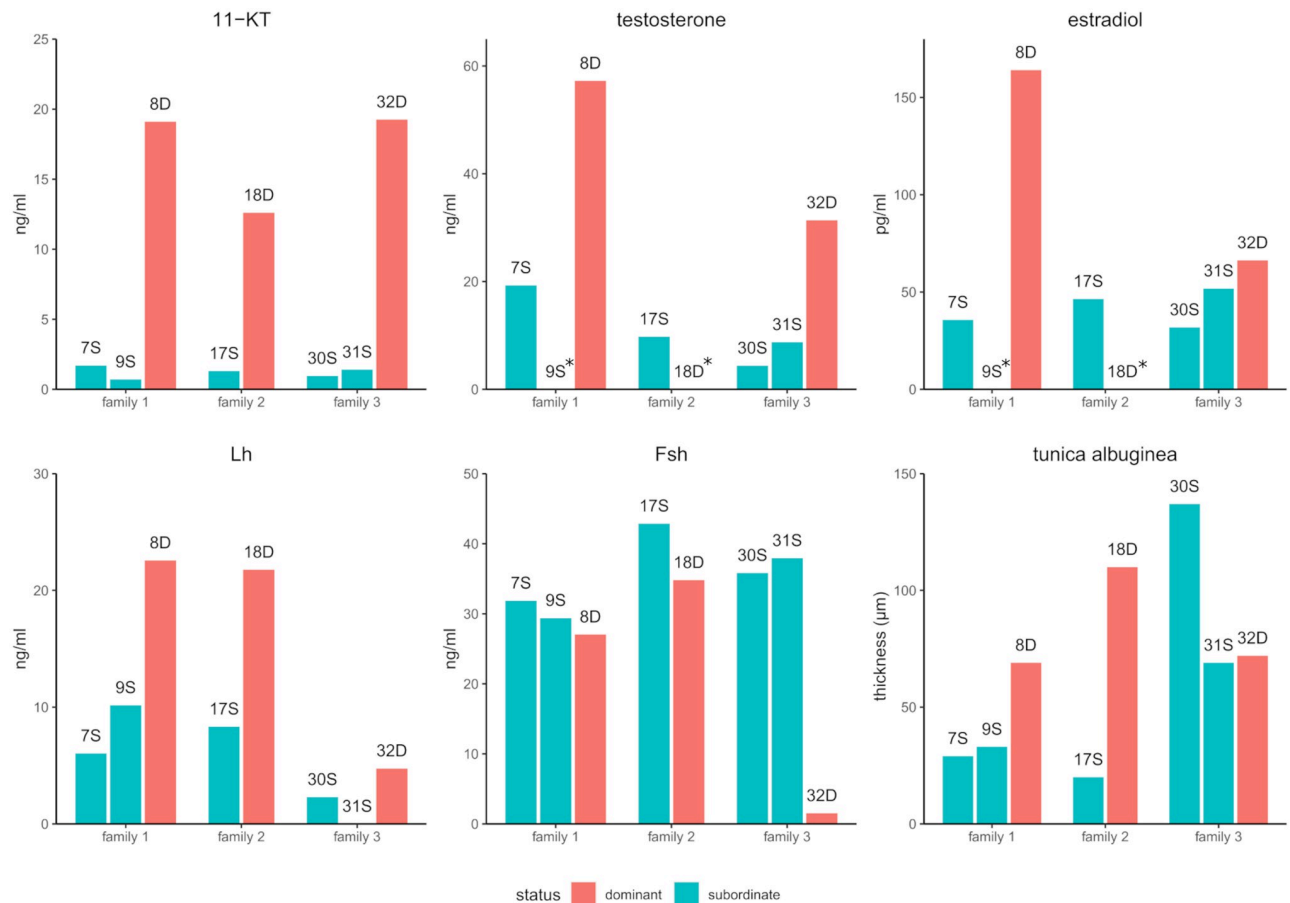 11−KT
ng/ml
25
20
15
10
5
0
7S
9S
8D
17S
18D
30S
31S
32D
family 1
family 2
family 3
testosterone
ng/ml
60
40
20
0
7S
9S*
8D
17S
18D*
30S
31S
32D
family 1
family 2
family 3
estradiol
pg/ml
150
100
50
0
7S
9S*
8D
17S
18D*
30S
31S
32D
family 1
family 2
family 3
Lh
ng/ml
30
20
10
0
7S
9S
8D
17S
18D
30S
31S
32D
family 1
family 2
family 3
Fsh
ng/ml
50
40
30
20
10
0
7S
9S
8D
17S
18D
30S
31S
32D
family 1
family 2
family 3
tunica albuginea
thickness (μm)
150
100
50
0
7S
9S
8D
17S
18D
30S
31S
32D
family 1
family 2
family 3
status dominant subordinate